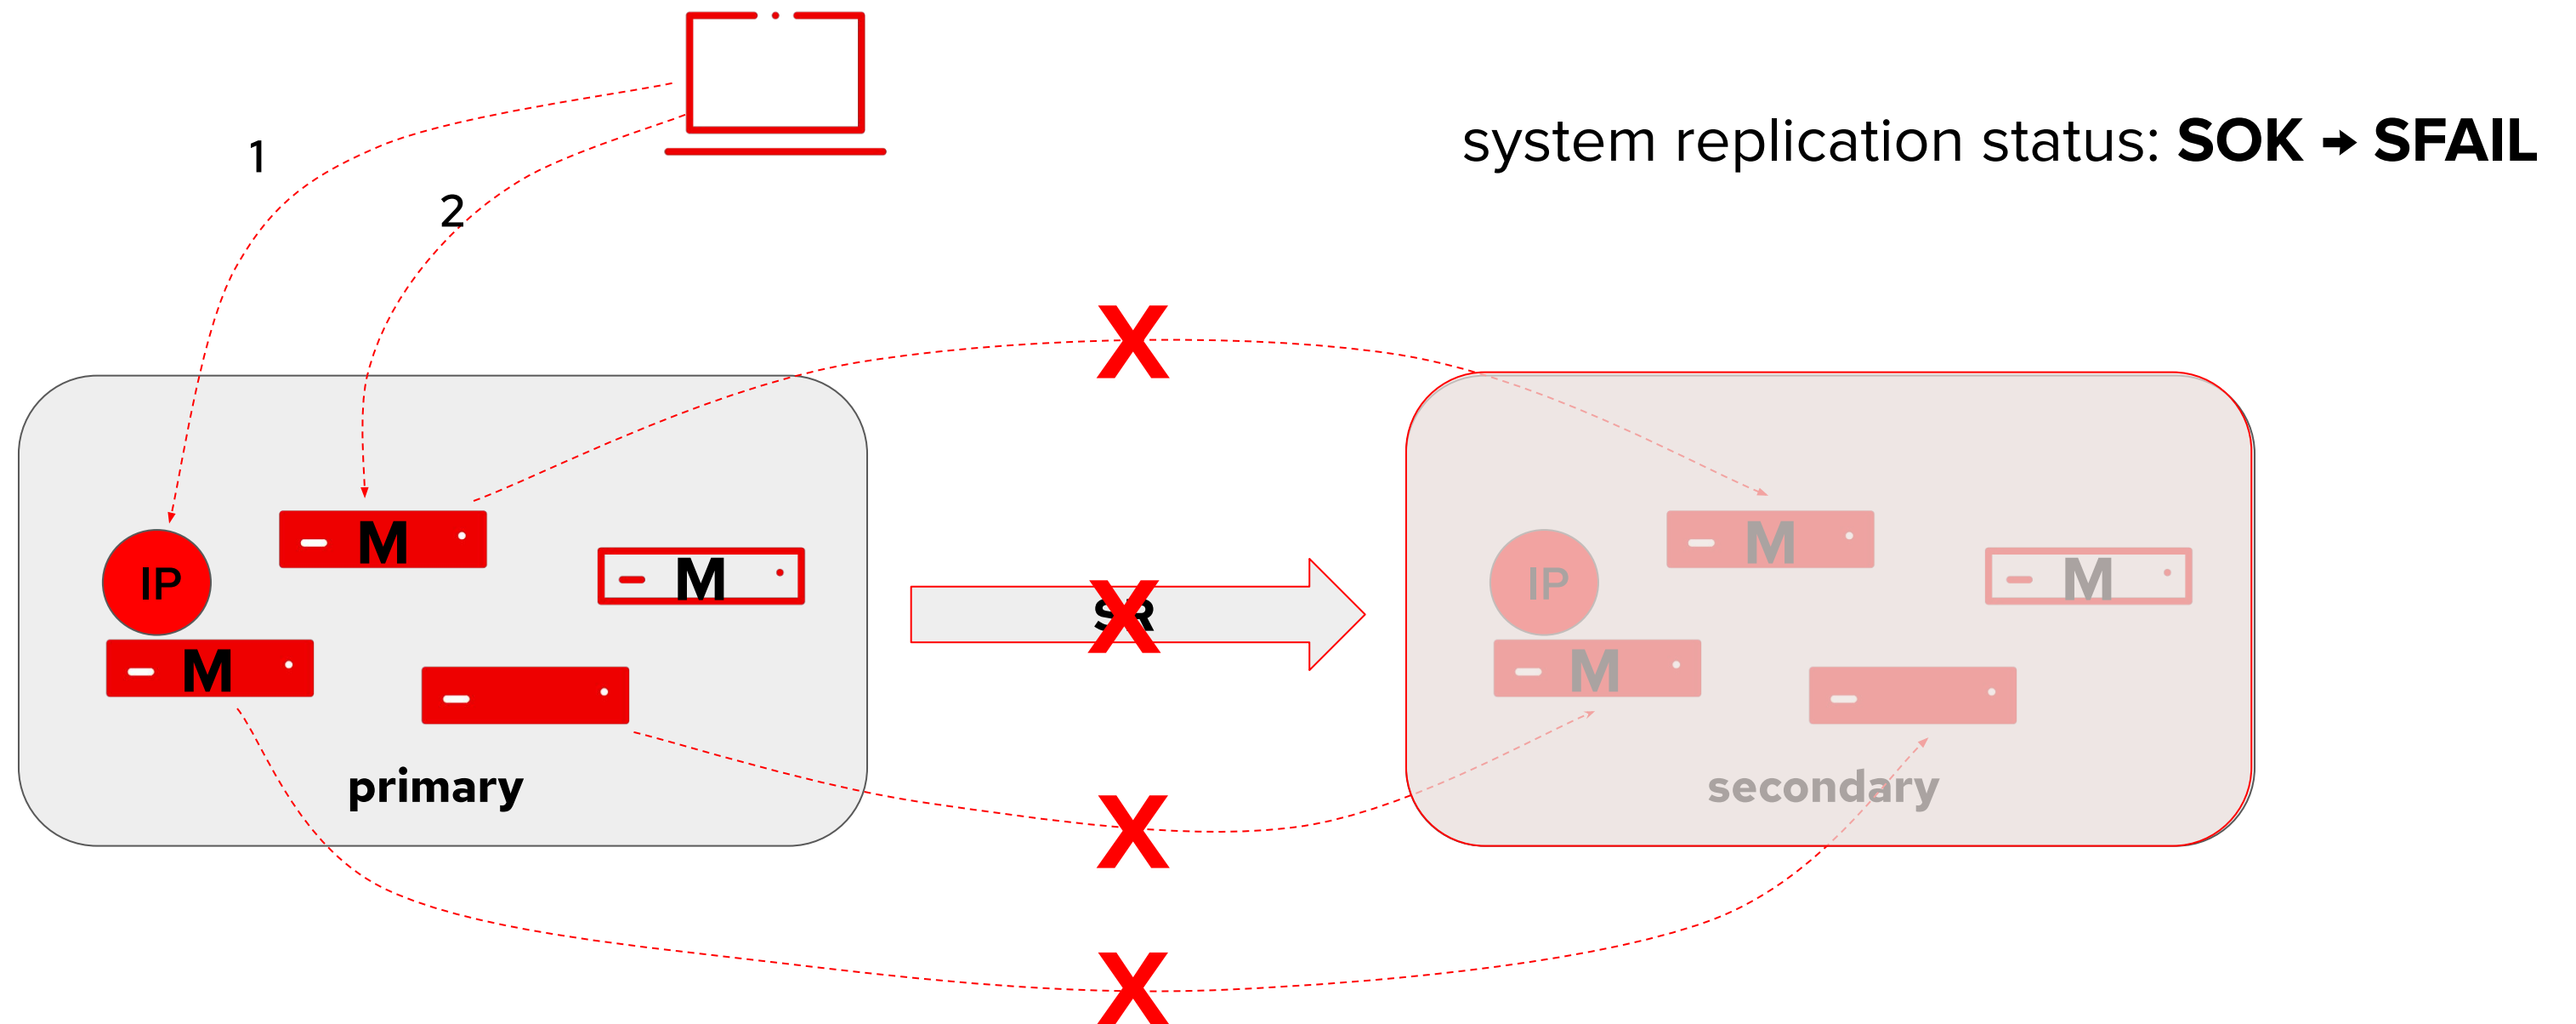 system replication status: SOK → SFAIL
1
2
X
M
IP
M
M
primary
SR
X
M
IP
M
M
secondary
X
X